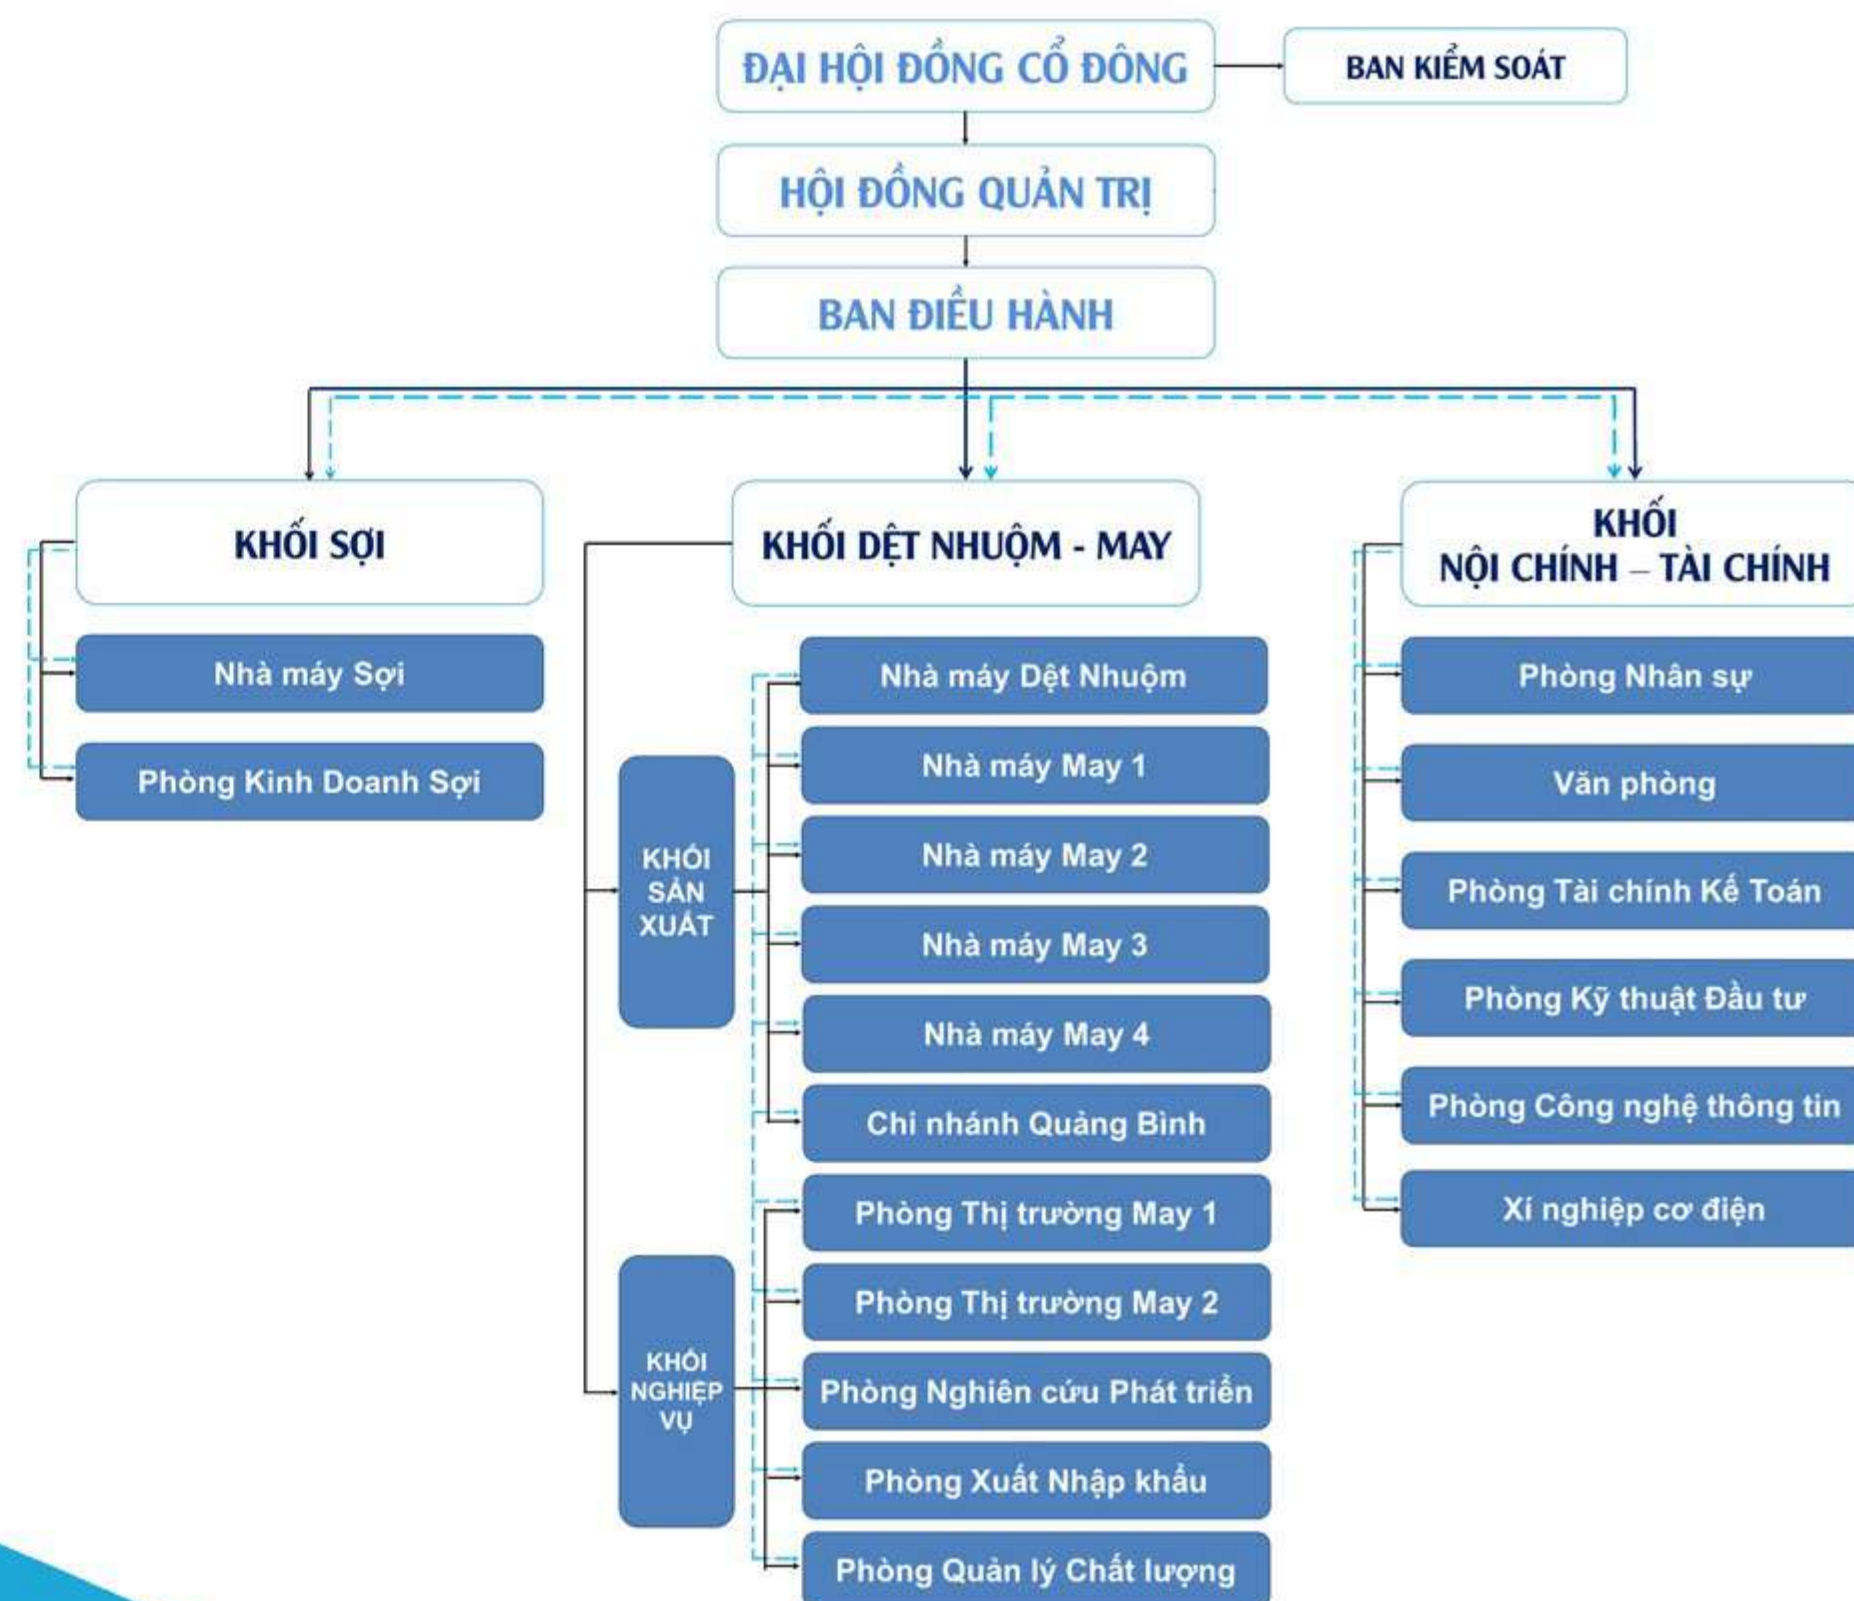 ĐẠI HỘI ĐỒNG CỔ ĐÔNG
BAN KIỂM SOÁT
HỘI ĐỒNG QUẢN TRỊ
BAN ĐIỀU HÀNH
KHỐI SỢI
Nhà máy Sợi
Phòng Kinh Doanh Sợi
KHỐI DỆT NHUỘM - MAY
KHỐI
SẢN
XUẤT
Nhà máy Dệt Nhuộm
Nhà máy May 1
Nhà máy May 2
Nhà máy May 3
Nhà máy May 4
Chi nhánh Quảng Bình
KHỐI
NGHIỆP
VỤ
Phòng Thị trường May 1
Phòng Thị trường May 2
Phòng Nghiên cứu Phát triển
Phòng Xuất Nhập khẩu
Phòng Quản lý Chất lượng
KHỐI
NỘI CHÍNH – TÀI CHÍNH
Phòng Nhân sự
Văn phòng
Phòng Tài chính Kế Toán
Phòng Kỹ thuật Đầu tư
Phòng Công nghệ thông tin
Xí nghiệp cơ điện